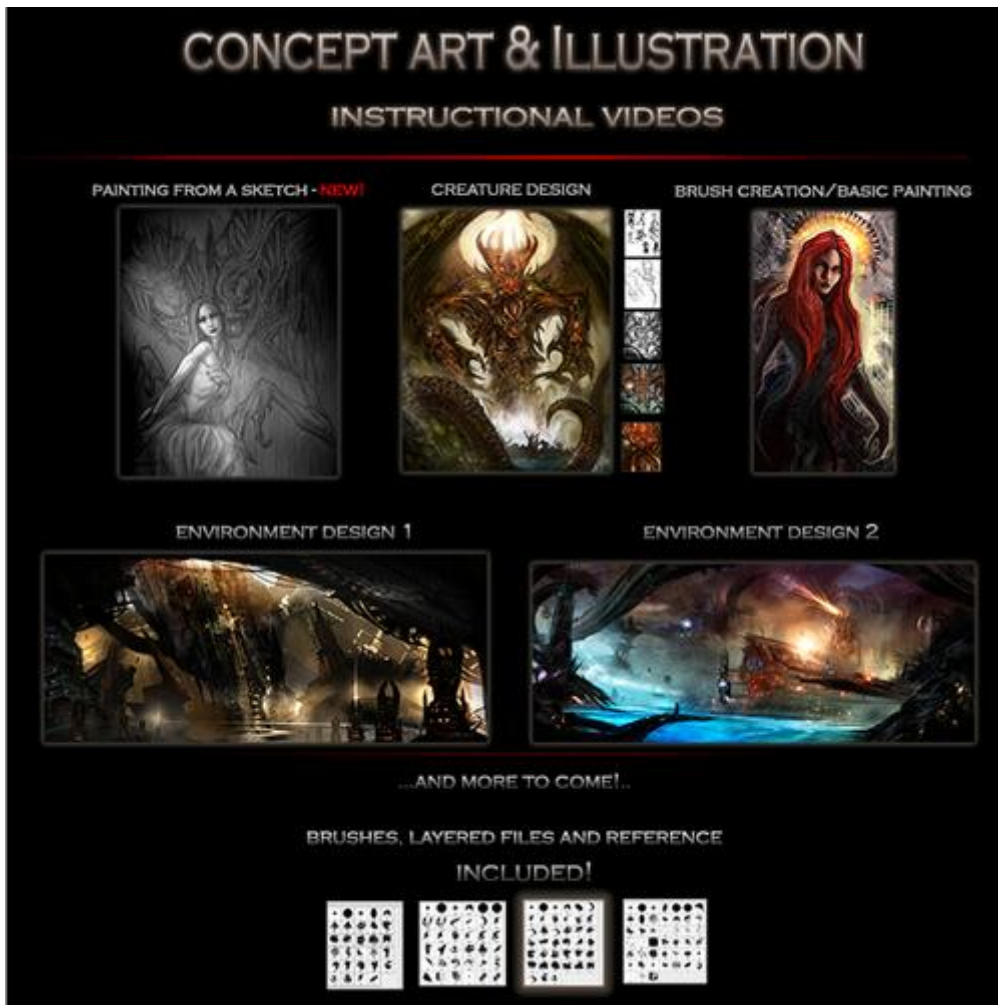 CONCEPT ART & ILLUSTRATION
INSTRUCTIONAL VIDEOS
PAINTING FROM A SKETCH - NEW!
CREATURE DESIGN
BRUSH CREATION/BASIC PAINTING
ENVIRONMENT DESIGN 1
ENVIRONMENT DESIGN 2
...AND MORE TO COME!..
BRUSHES, LAYERED FILES AND REFERENCE
INCLUDED!